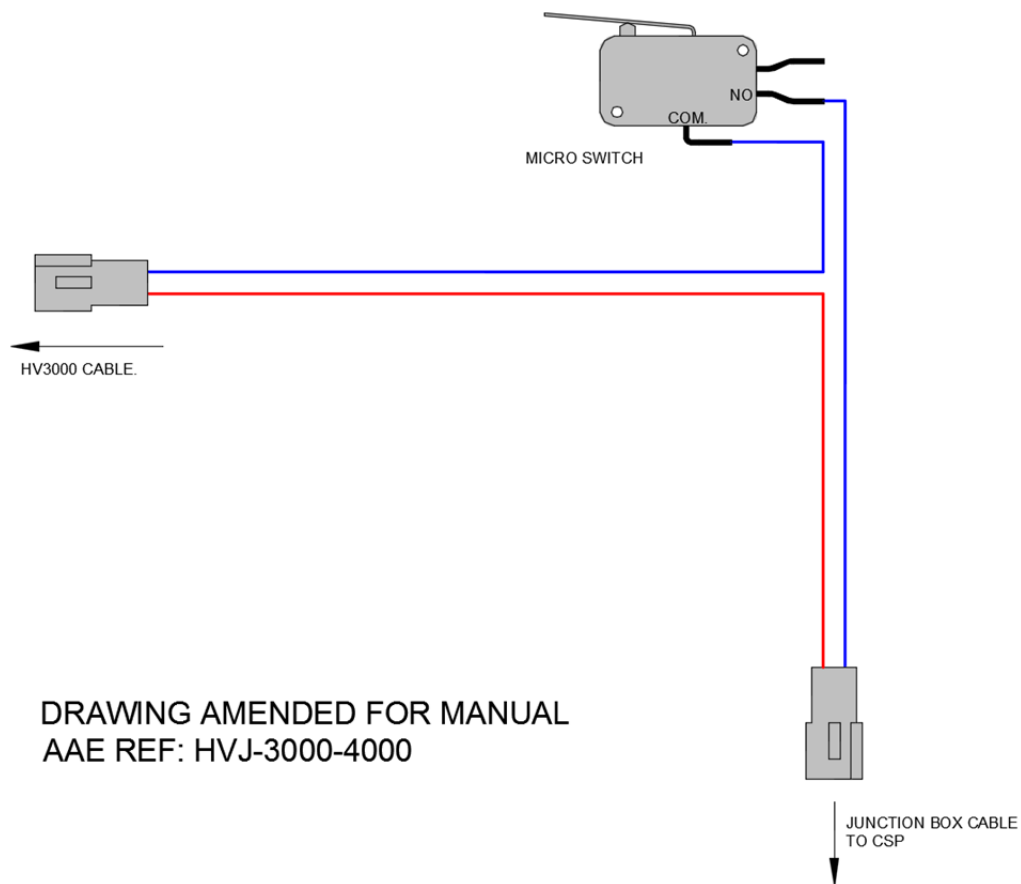 NO
COM.
MICRO SWITCH
HV3000 CABLE.
DRAWING AMENDED FOR MANUAL
AAE REF: HVJ-3000-4000
JUNCTION BOX CABLE
TO CSP